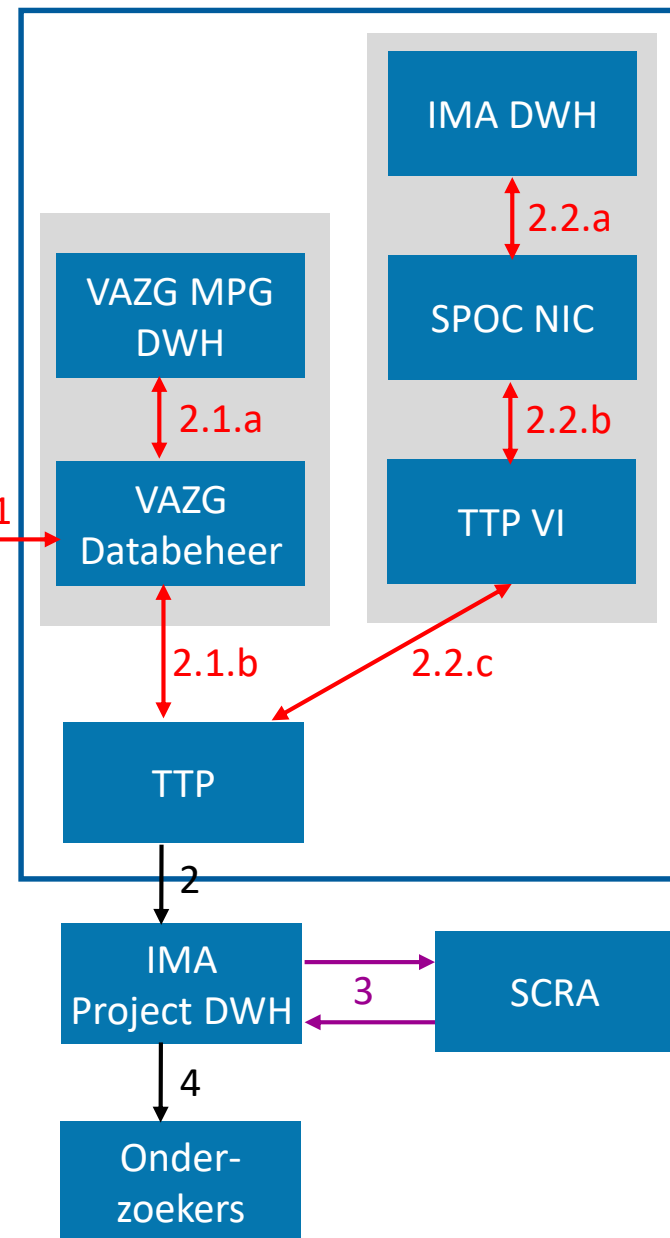 IMA DWH
2.2.a
VAZG MPG
DWH
SPOC NIC
2.1.a
2.2.b
VAZG
Databeheer
TTP VI
1
2.1.b
2.2.c
TTP
2
IMA
Project DWH
3
SCRA
4
Onder-
zoekers